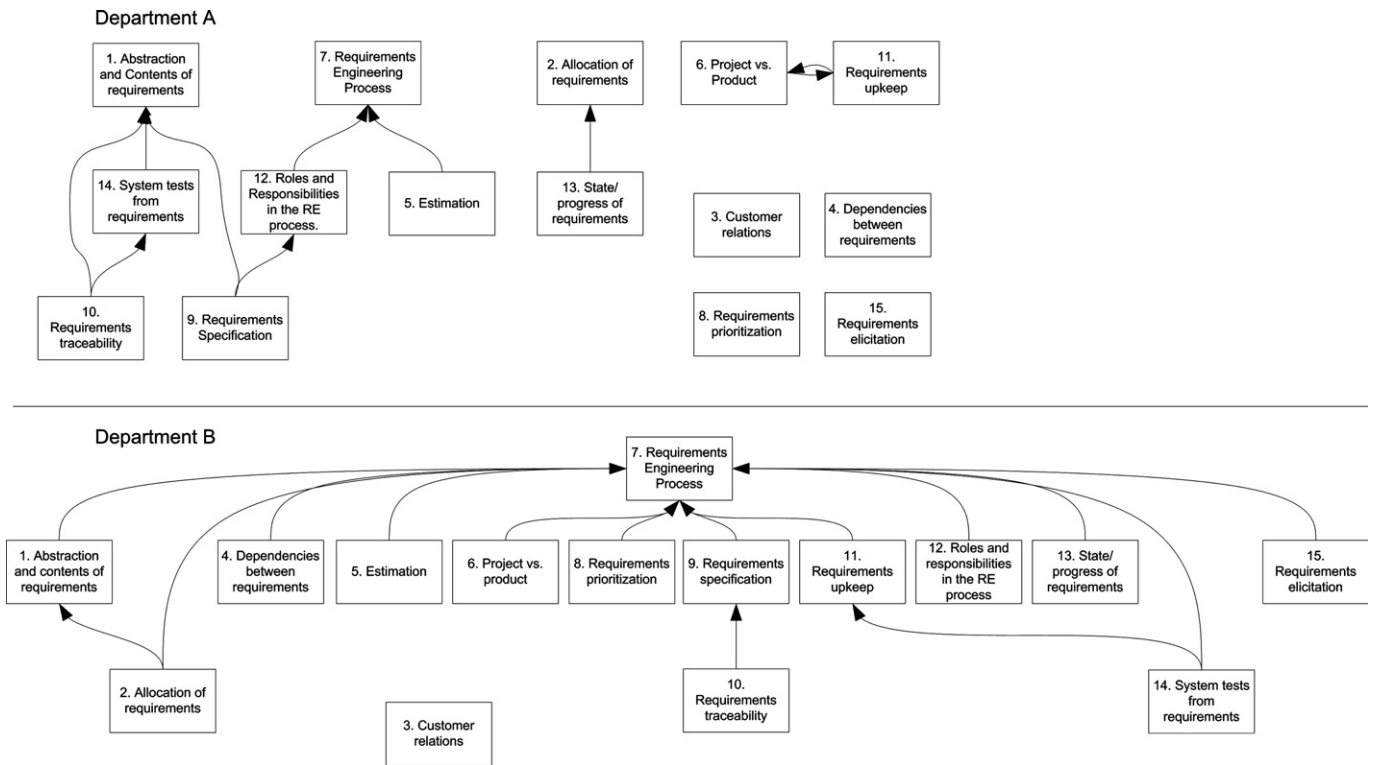 Department A
1. Abstraction
and Contents of
requirements
7. Requirements
Engineering
Process
2. Allocation of
requirements
6. Project vs.
Product
11.
Requirements
upkeep
14. System tests
from
requirements
12. Roles and
Responsibilities
in the RE
process.
5. Estimation
13. State/
progress of
requirements
3. Customer
relations
4. Dependencies
between
requirements
10.
Requirements
traceability
9. Requirements
Specification
8. Requirements
prioritization
15.
Requirements
elicitation
Department B
7. Requirements
Engineering
Process
1. Abstraction
and contents of
requirements
4. Dependencies
between
requirements
5. Estimation
6. Project vs.
product
8. Requirements
prioritization
9. Requirements
specification
11.
Requirements
upkeep
12. Roles and
responsibilities
in the RE
process
13. State/
progress of
requirements
15.
Requirements
elicitation
2. Allocation of
requirements
3. Customer
relations
10.
Requirements
traceability
14. System tests
from
requirements